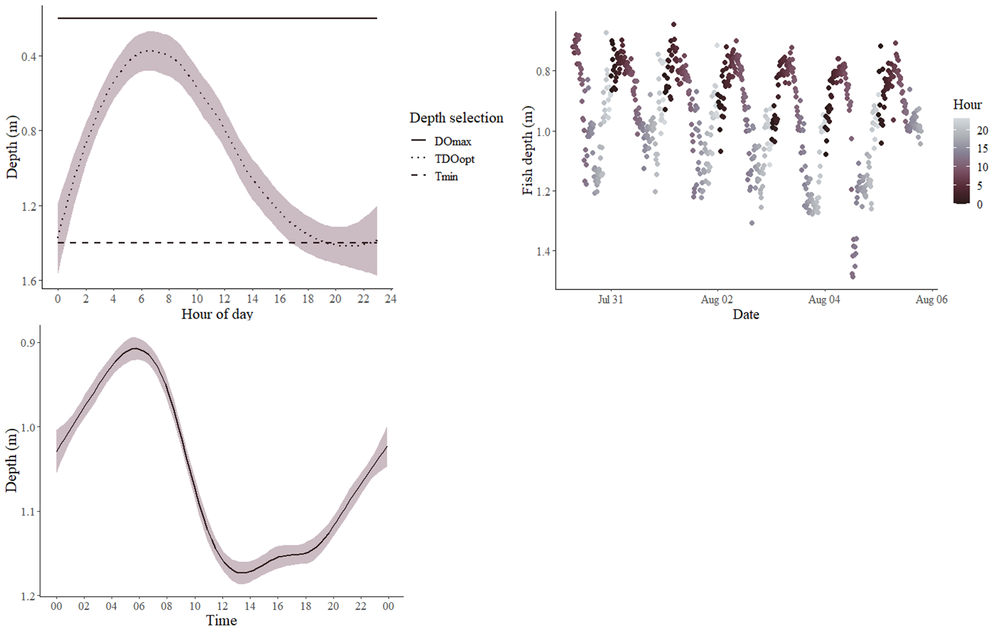 0.4
0.8
1.2
1.6
Depth (m)
0 2 4 6 8 10 12 14 16 18 20 22 24
Hour of day
Depth selection
DOmax
TDOopt
Tmin
0.8
1.0
1.2
1.4
Fish depth (m)
Jul 31 Aug 02 Aug 04 Aug 06
Date
Hour
20
15
10
5
0
0.9
1.0
1.1
1.2
Depth (m)
00 02 04 06 08 10 12 14 16 18 20 22 00
Time